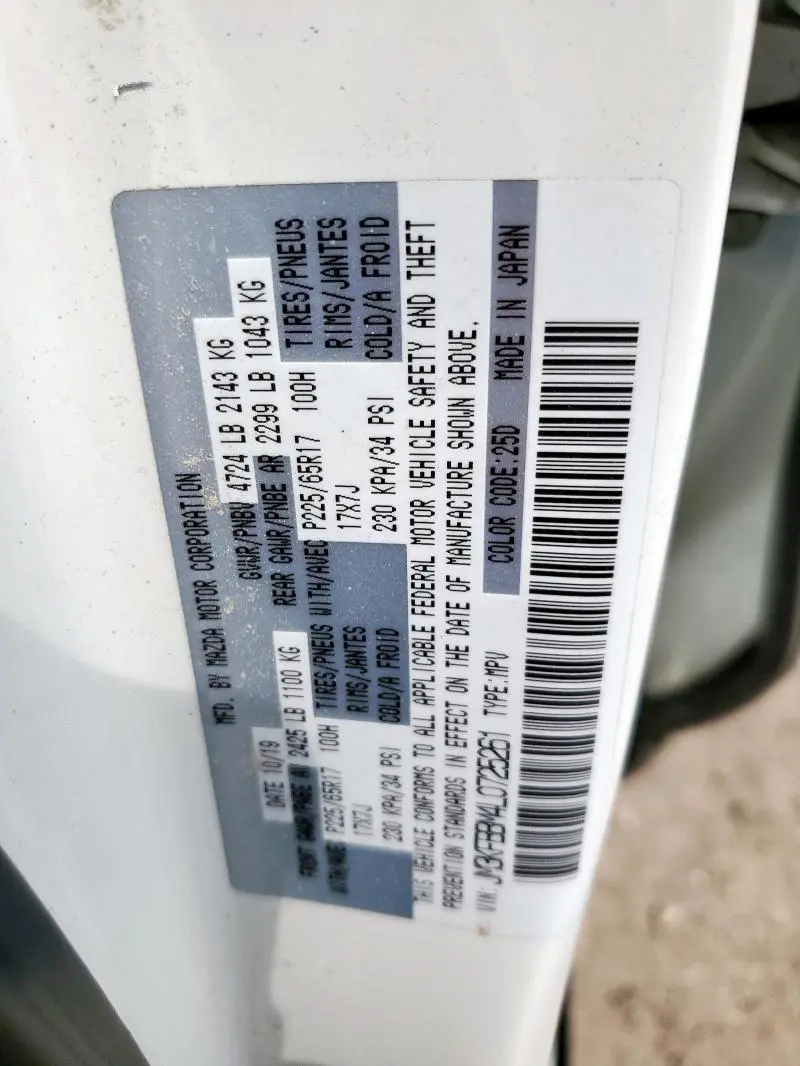 MFD. BY MAZDA MOTOR CORPORATION
DATE 10/19
GVWR/PNBV 4724 LB 2143 KG
FRONT GAWR/PNBE AV 2425 LB 1100 KG
REAR GAWR/PNBE AR 2299 LB 1043 KG
WITH/AVEC P225/65R17 100H TIRES/PNEUS WITH/AVEC P225/65R17 100H TIRES/PNEUS
17X7J RIMS/JANTES 17X7J RIMS/JANTES
230 KPA/34 PSI COLD/A FROID 230 KPA/34 PSI COLD/A FROID
THIS VEHICLE CONFORMS TO ALL APPLICABLE FEDERAL MOTOR VEHICLE SAFETY AND THEFT
PREVENTION STANDARDS IN EFFECT ON THE DATE OF MANUFACTURE SHOWN ABOVE.
VIN: JM3KFBBM4L0725261 TYPE:MPV COLOR CODE:25D MADE IN JAPAN